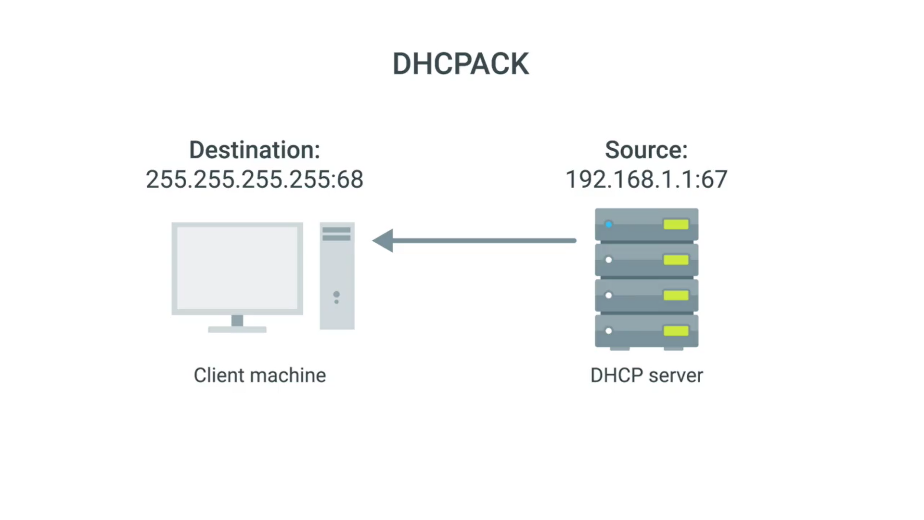 DHCPACK
Destination:
255.255.255.255:68
Source:
192.168.1.1:67
Client machine
DHCP server